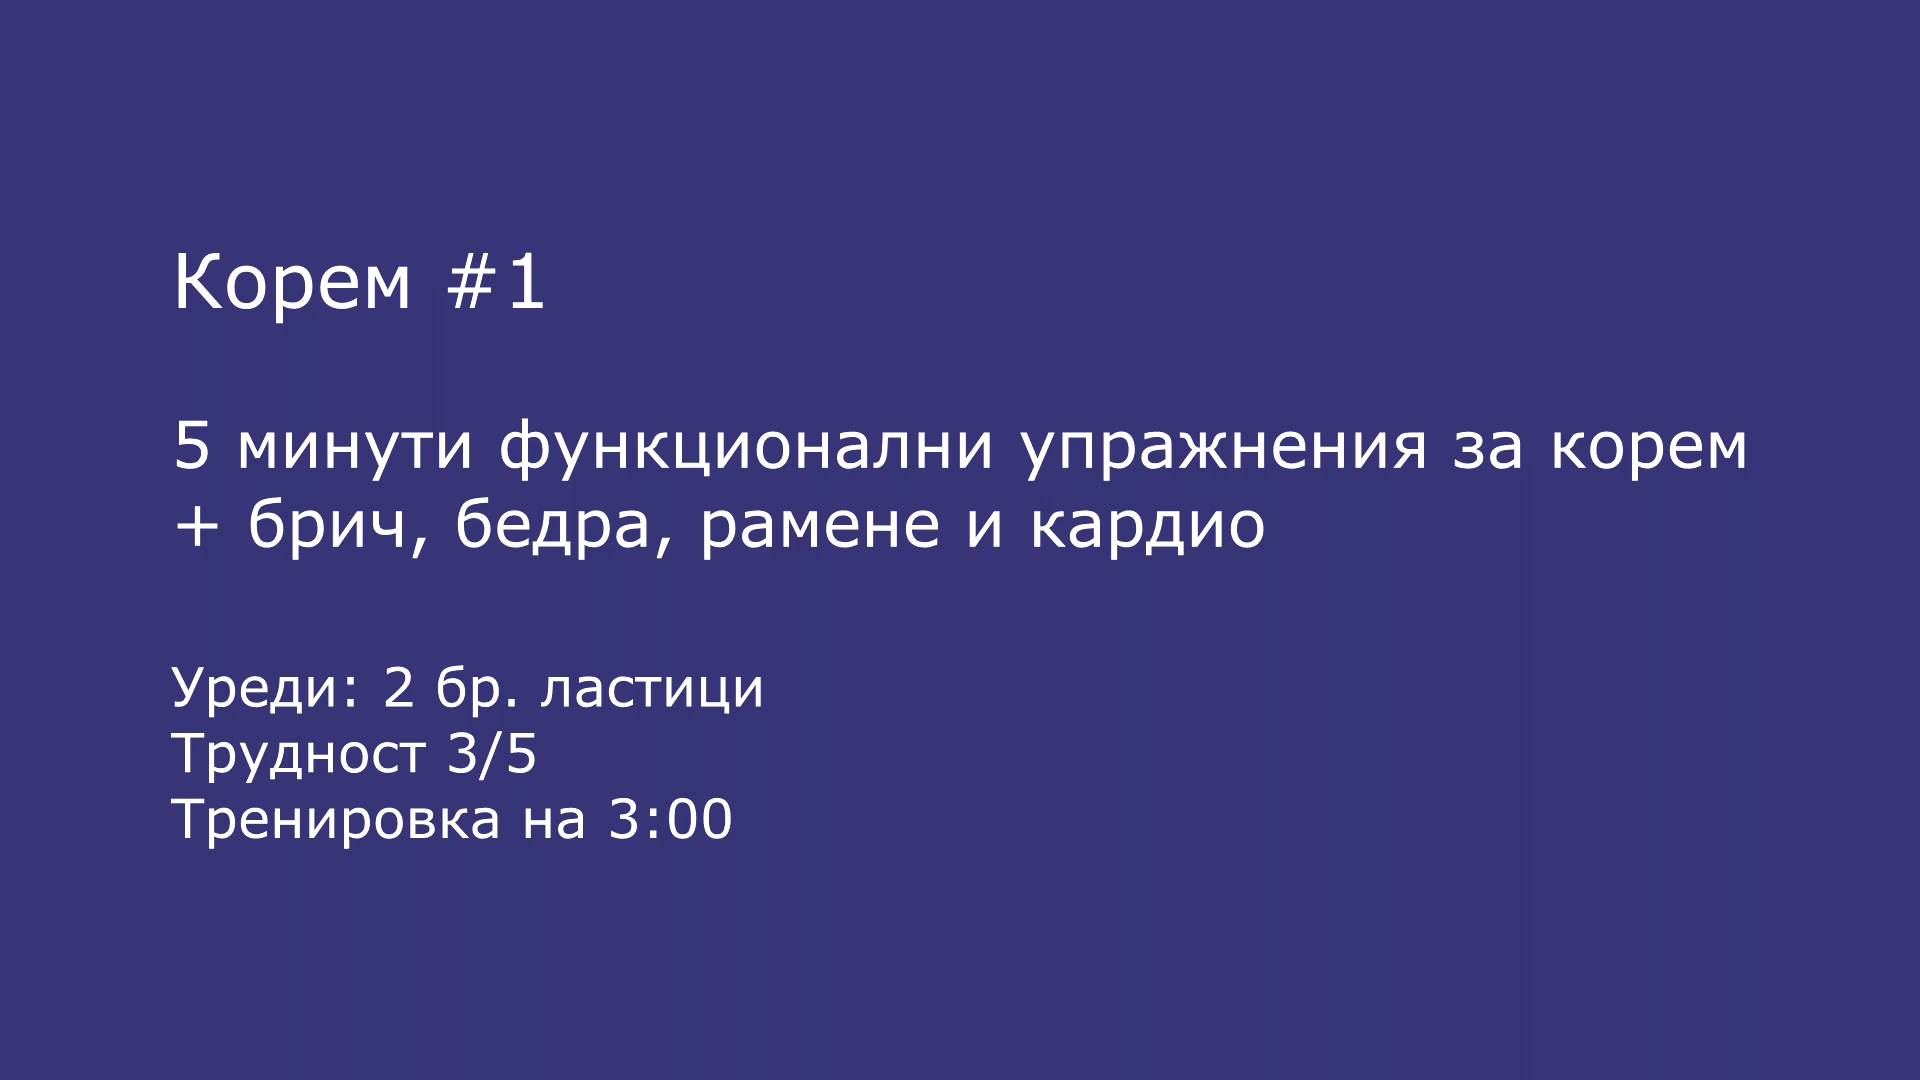 Корем #1
5 минути функционални упражнения за корем
+ брич, бедра, рамене и кардио
Уреди: 2 бр. ластици
Трудност 3/5
Тренировка на 3:00